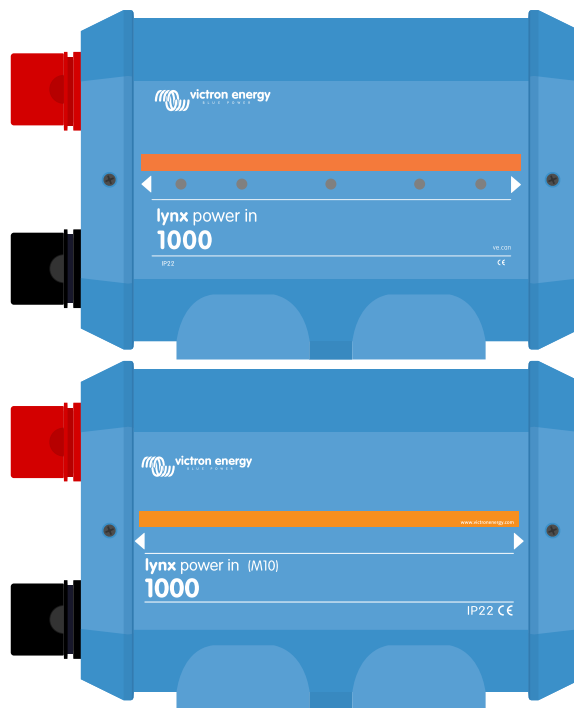 victron energy
BLUE POWER
lynx power in
1000
ve.can
IP22 CE
victron energy
BLUE POWER
www.victronenergy.com
lynx power in (M10)
1000
IP22 CE